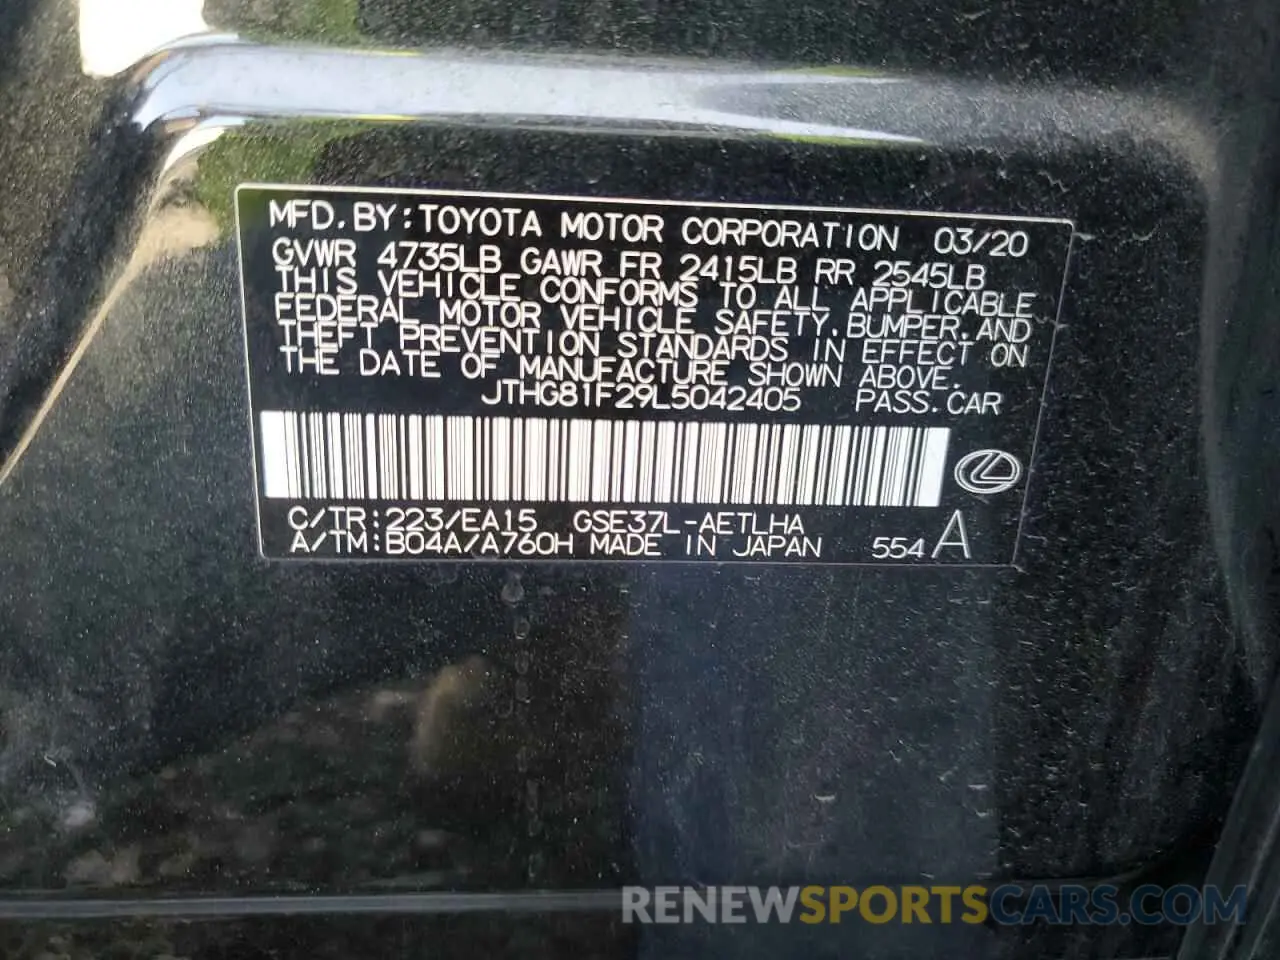 MFD. BY: TOYOTA MOTOR CORPORATION 03/20
GVWR 4735LB GAWR FR 2415LB RR 2545LB
THIS VEHICLE CONFORMS TO ALL APPLICABLE
FEDERAL MOTOR VEHICLE SAFETY, BUMPER, AND
THEFT PREVENTION STANDARDS IN EFFECT ON
THE DATE OF MANUFACTURE SHOWN ABOVE.
JTHG81F29L5042405 PASS. CAR
C/TR: 223/EA15 GSE37L-AETLHA
A/TM: B04A/A760H MADE IN JAPAN 554 A
RENEWSPORTSCARS.COM